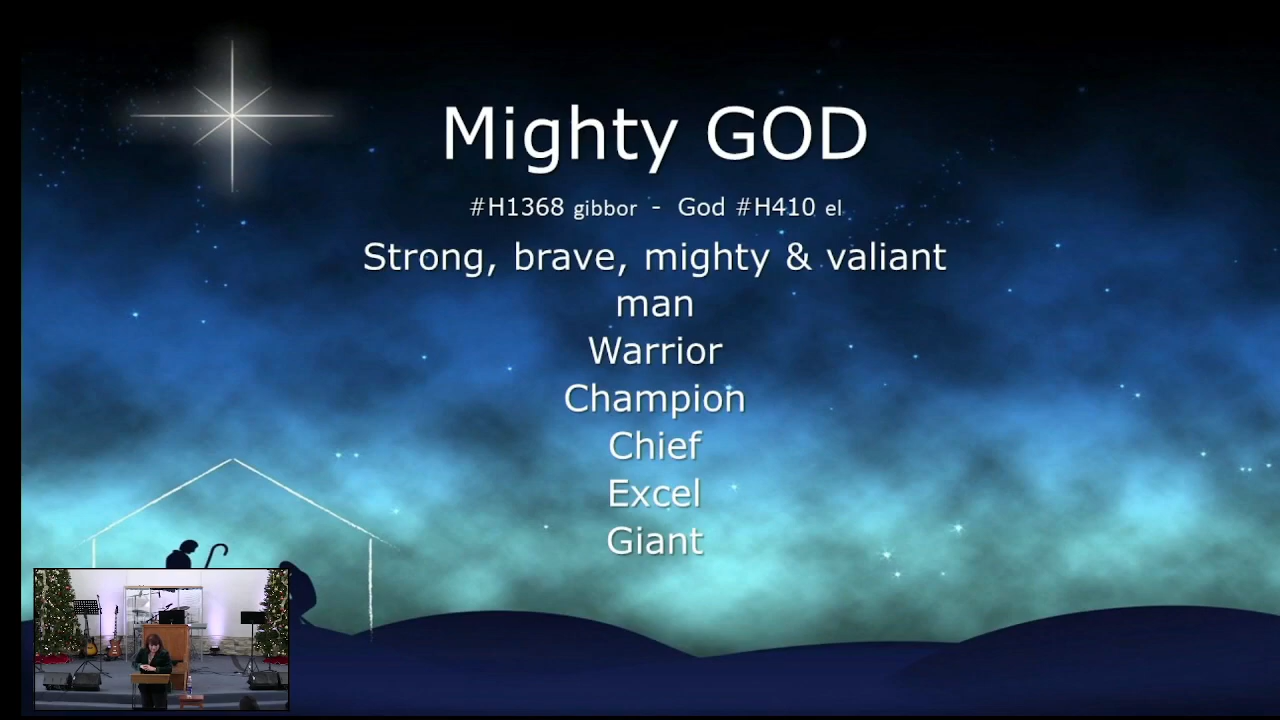 Mighty GOD
#H1368 gibbor - God #H410 el
Strong, brave, mighty & valiant
man
Warrior
Champion
Chief
Excel
Giant